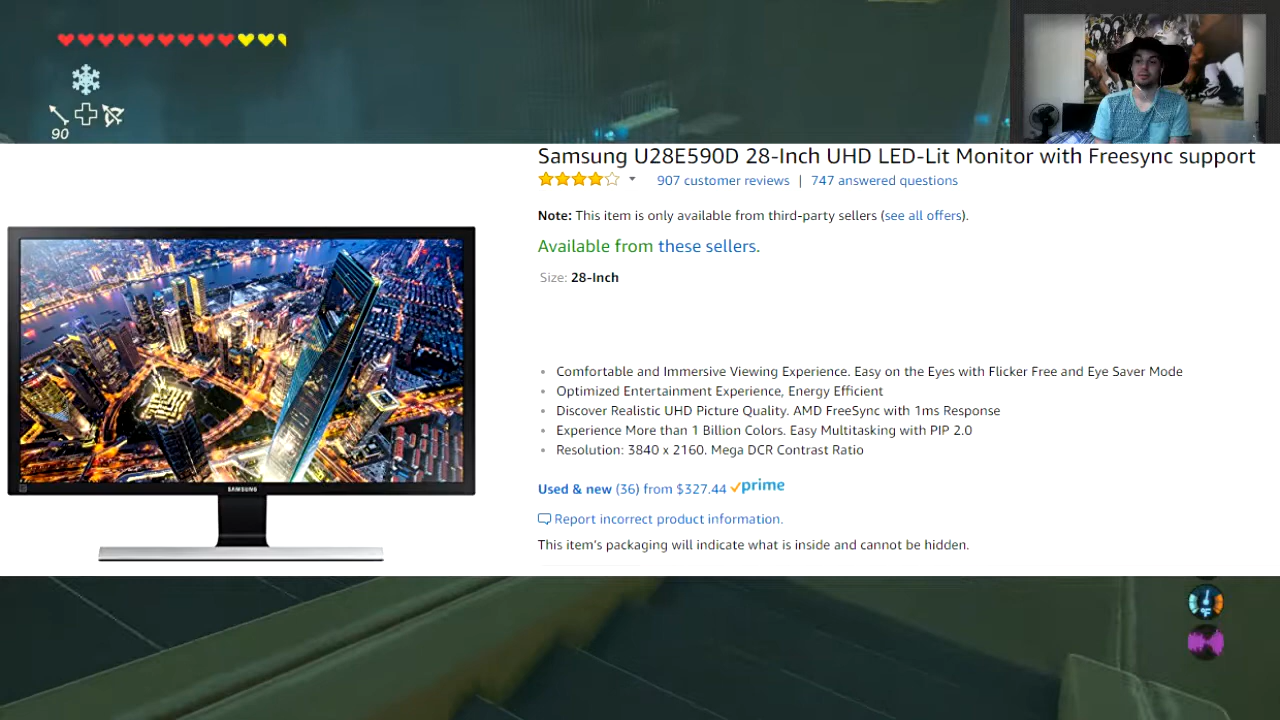 90
Samsung U28E590D 28-Inch UHD LED-Lit Monitor with Freesync support
907 customer reviews | 747 answered questions
Note: This item is only available from third-party sellers (see all offers).
Available from these sellers.
Size: 28-Inch
• Comfortable and Immersive Viewing Experience. Easy on the Eyes with Flicker Free and Eye Saver Mode
• Optimized Entertainment Experience, Energy Efficient
• Discover Realistic UHD Picture Quality. AMD FreeSync with 1ms Response
• Experience More than 1 Billion Colors. Easy Multitasking with PIP 2.0
• Resolution: 3840 x 2160. Mega DCR Contrast Ratio
SAMSUNG
Used & new (36) from $327.44 prime
Report incorrect product information.
This item's packaging will indicate what is inside and cannot be hidden.
°F